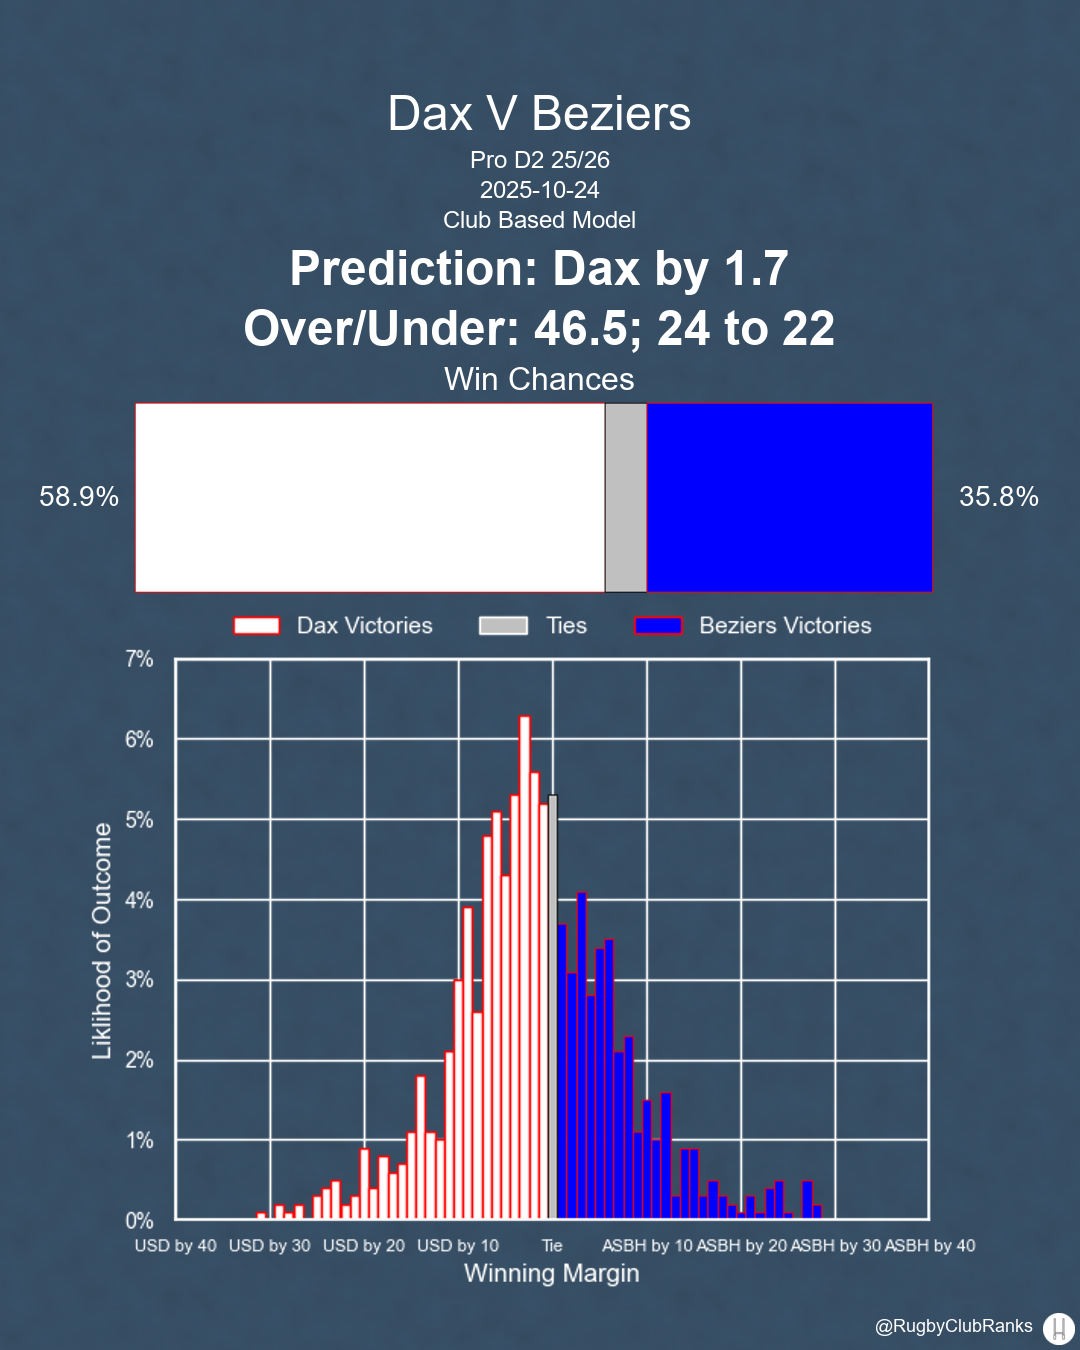 Dax V Beziers
Pro D2 25/26
2025-10-24
Club Based Model
Prediction: Dax by 1.7
Over/Under: 46.5; 24 to 22
Win Chances
58.9%
35.8%
Dax Victories
Ties
Beziers Victories
7%
6%
5%
4%
3%
2%
1%
0%
Liklihood of Outcome
USD by 40
USD by 30
USD by 20
USD by 10
Tie
ASBH by 10
ASBH by 20
ASBH by 30
ASBH by 40
Winning Margin
@RugbyClubRanks